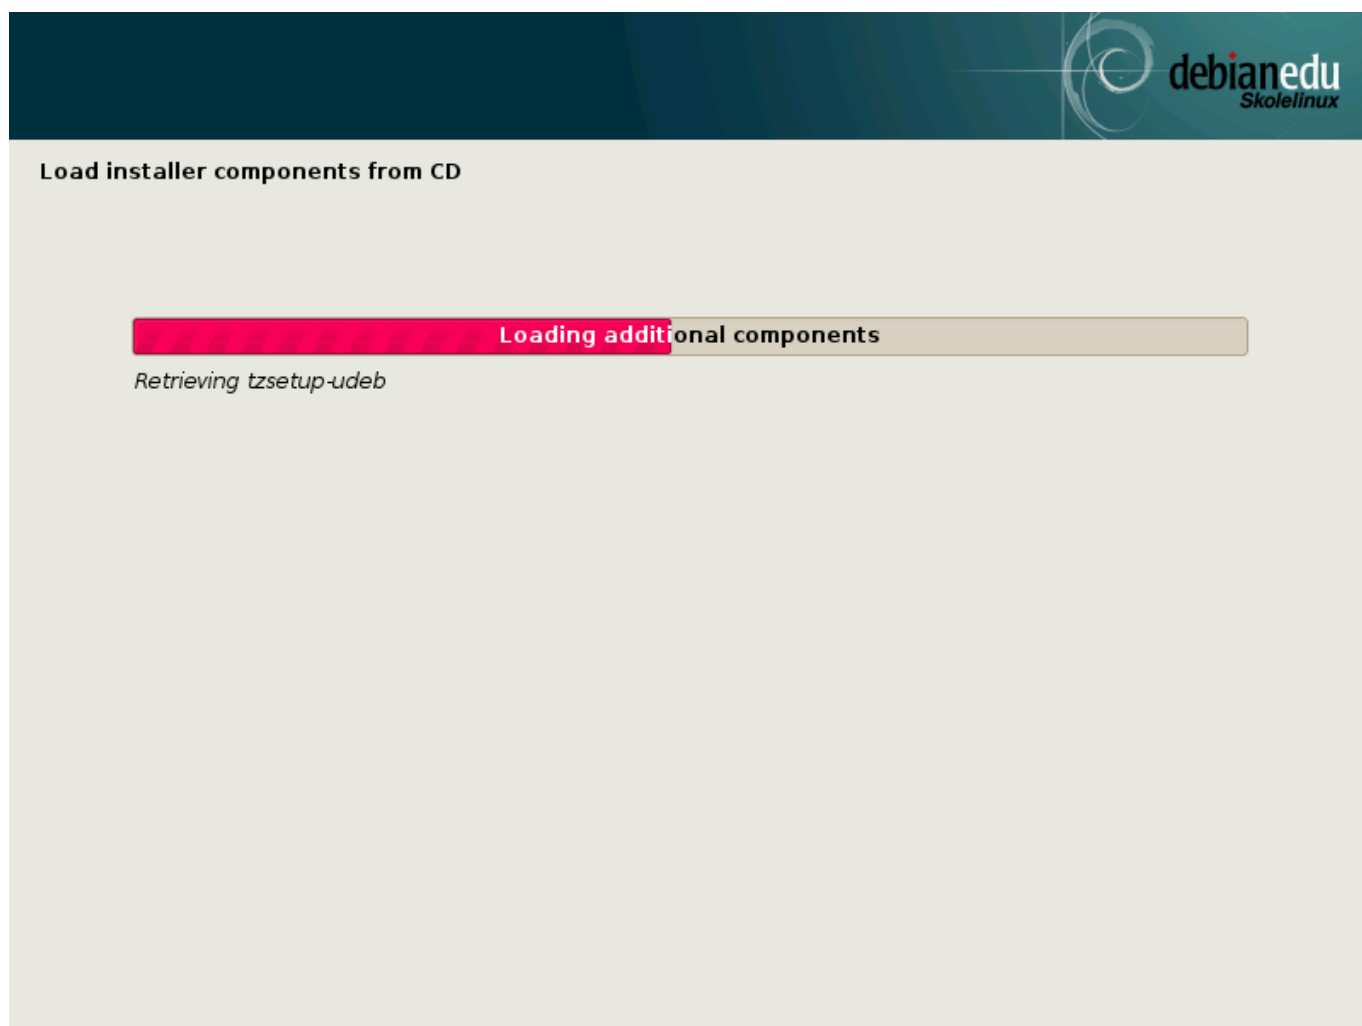 debianedu
Skolelinux
Load installer components from CD
Loading additional components
Retrieving tzsetup-udeb